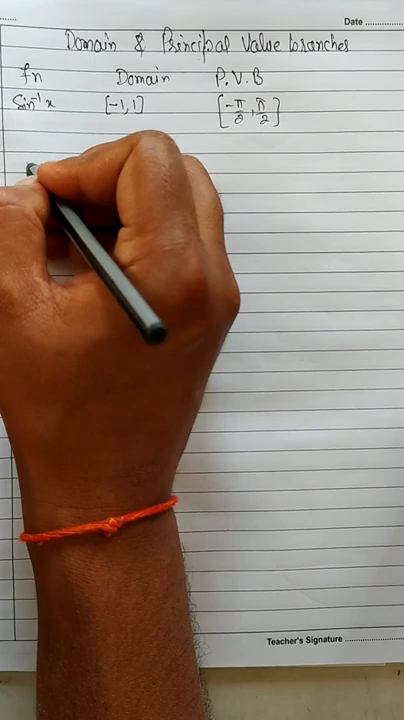 Date ..................
Domain & Principal Value branches
fn Domain P.V.B
Sin⁻¹x [-1,1] [-π/2, π/2]
Teacher's Signature ..................